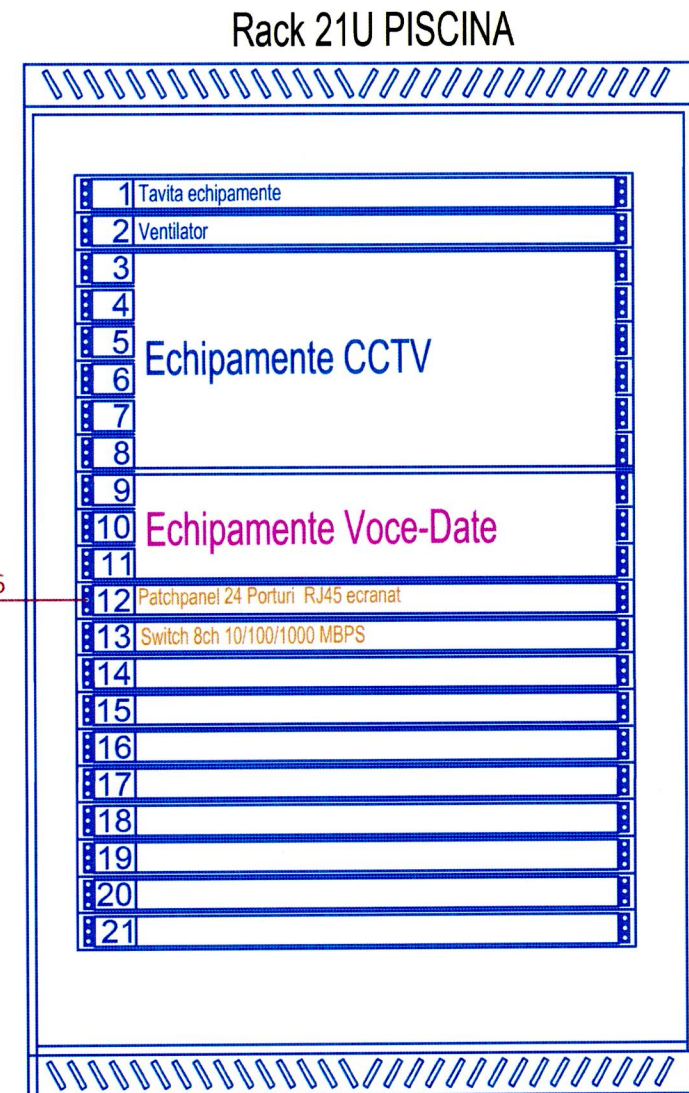 Rack 21U PISCINA
1 Tavita echipamente
2 Ventilator
3
4
5
Echipamente CCTV
6
7
8
9
10 Echipamente Voce-Date
11
6
12 Patchpanel 24 Porturi RJ45 ecranat
13 Switch 8ch 10/100/1000 MBPS
14
15
16
17
18
19
20
21